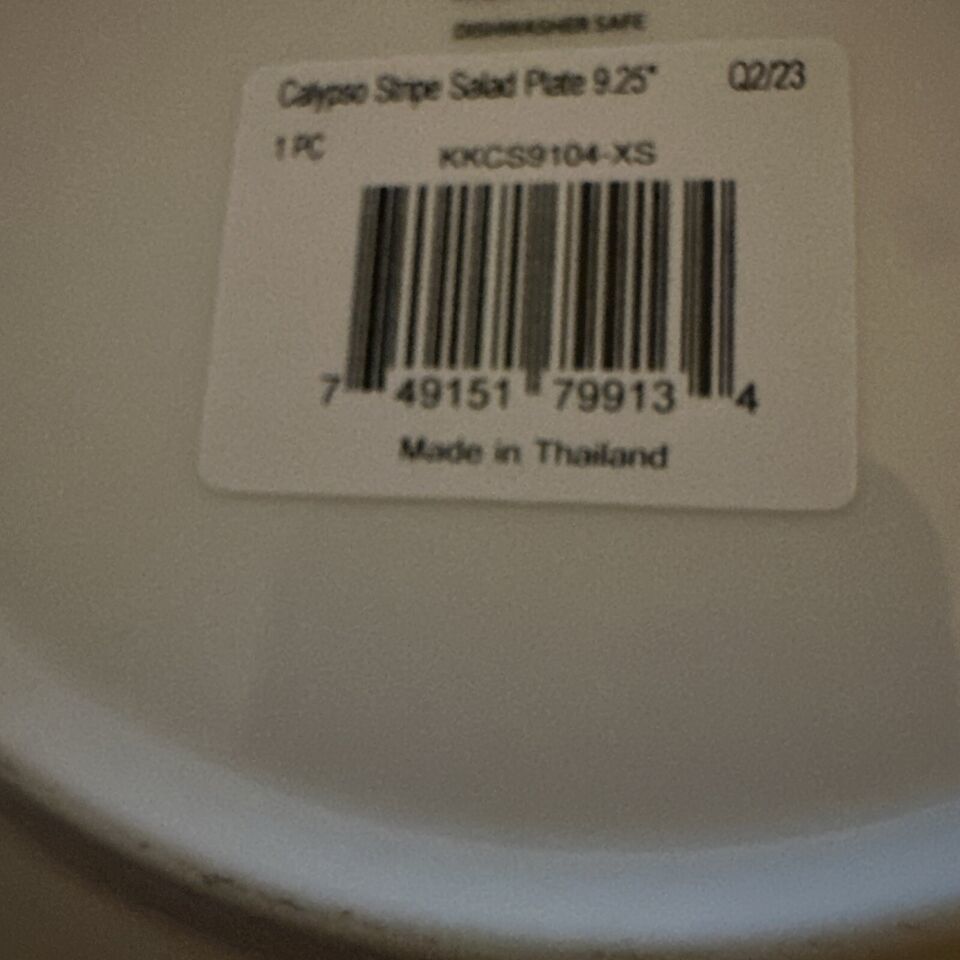 DISHWASHER SAFE
Calypso Stripe Salad Plate 9.25" Q2/23
1 PC
KKCS9104-XS
7 49151 79913 4
Made in Thailand